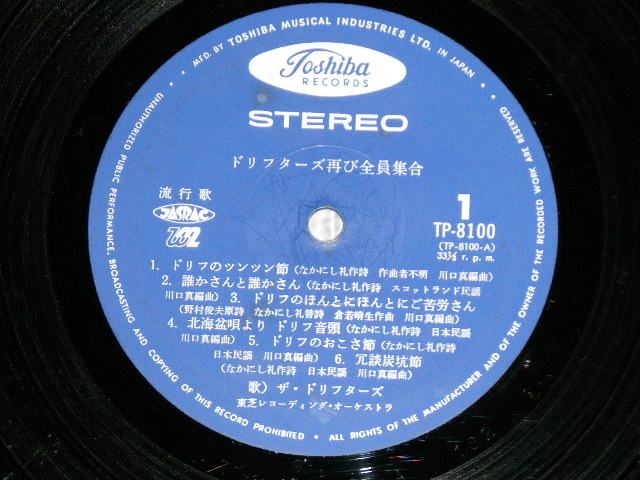 MFD. BY TOSHIBA MUSICAL INDUSTRIES LTD. IN JAPAN. • ALL RIGHTS OF THE MANUFACTURER AND OF THE OWNER OF THE RECORDED WORK ARE RESERVED
UNAUTHORIZED PUBLIC PERFORMANCE, BROADCASTING AND COPYING OF THIS RECORD PROHIBITED •
Toshiba
RECORDS
STEREO
ドリフターズ再び全員集合
流行歌
JASRAC
1
TP-8100
(TP-8100-A)
33⅓ r. p. m.
1. ドリフのツンツン節 (なかにし礼作詩 作曲者不明 川口真編曲)
2. 誰かさんと誰かさん (なかにし礼作詩 スコットランド民謡
川口真編曲) 3. ドリフのほんとにほんとにご苦労さん
(野村俊夫原詩 なかにし礼替詩 倉若晴生作曲 川口真編曲)
4. 北海盆唄より ドリフ音頭 (なかにし礼作詩 日本民謡
川口真編曲) 5. ドリフのおこさ節 (なかにし礼作詩
日本民謡 川口真編曲) 6. 冗談炭坑節
(なかにし礼作詩 日本民謡 川口真編曲)
歌) ザ・ドリフターズ
東芝レコーディング・オーケストラ